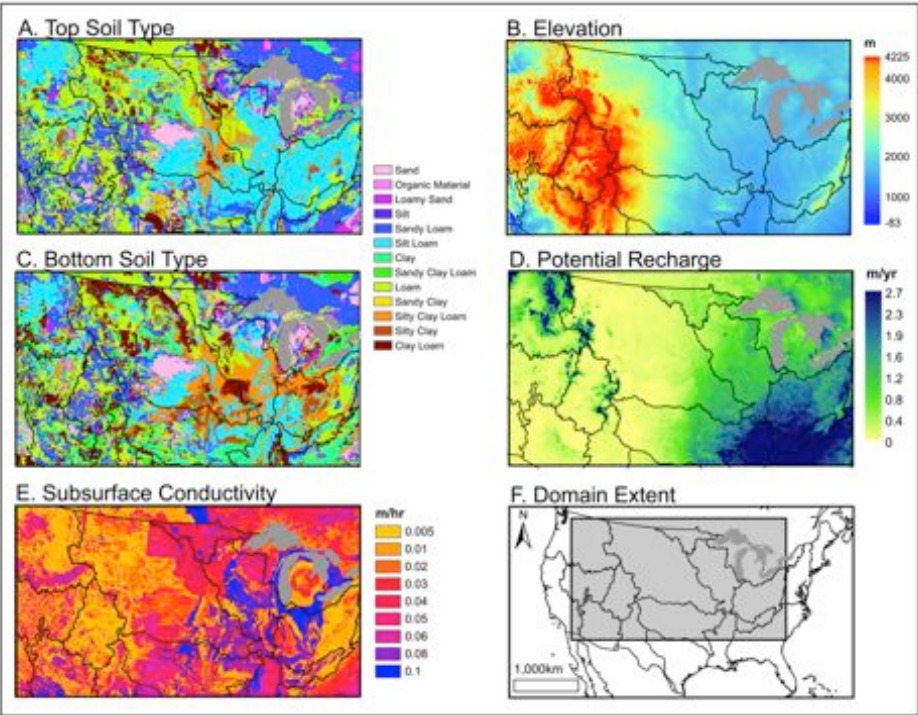 A. Top Soil Type
B. Elevation
m
4225
4000
3000
2000
1000
-83
Sand
Organic Material
Loamy Sand
Silt
Sandy Loam
Silt Loam
Clay
Sandy Clay Loam
Loam
Sandy Clay
Silty Clay Loam
Silty Clay
Clay Loam
C. Bottom Soil Type
D. Potential Recharge
m/yr
2.7
2
1.6
1.2
0.8
0.4
0
E. Subsurface Conductivity
m/hr
0.005
0.01
0.02
0.03
0.04
0.05
0.06
0.08
0.1
F. Domain Extent
N
1,000km